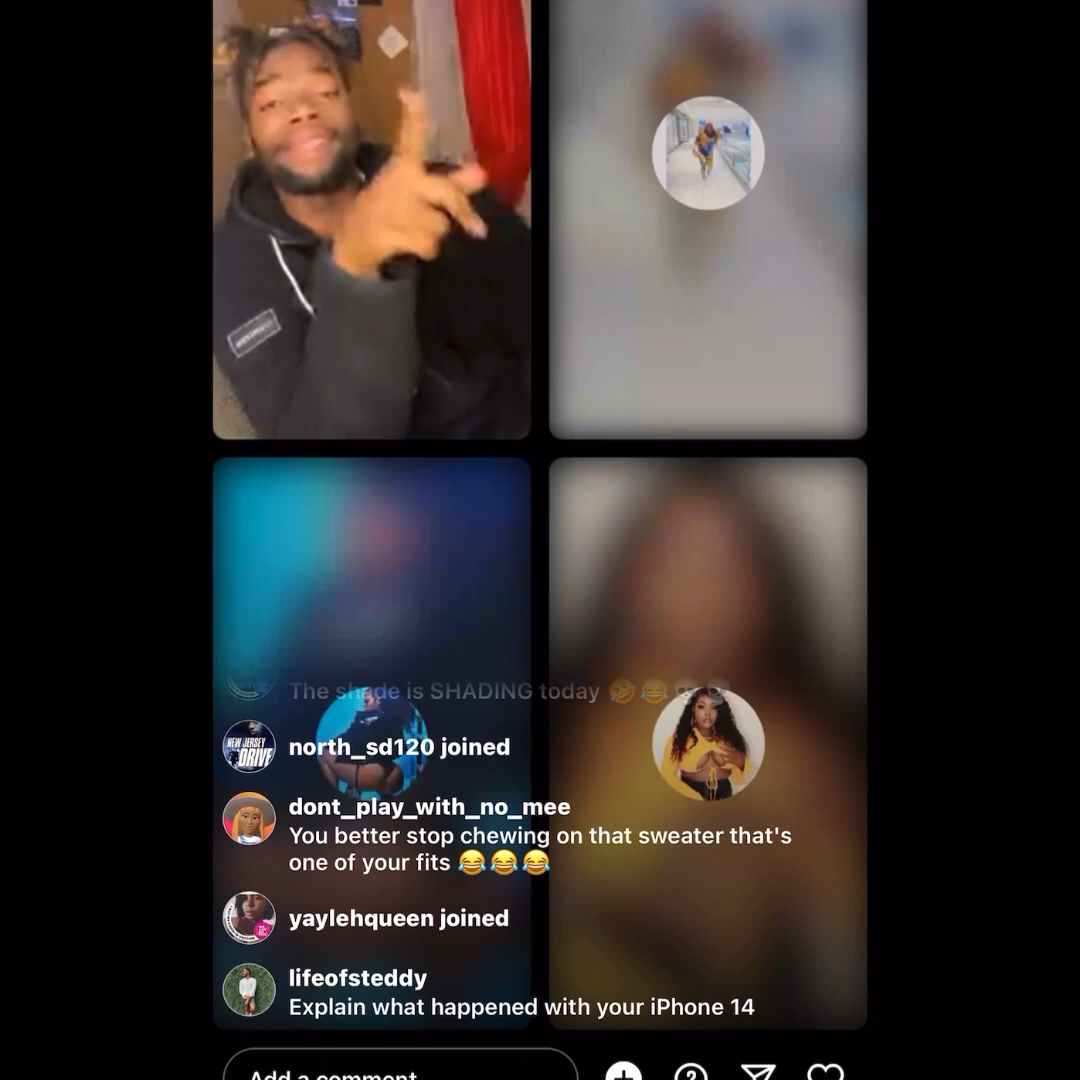 The shade is SHADING today 🤣😂
NEW JERSEY
DRIVE
north_sd120 joined
dont_play_with_no_mee
You better stop chewing on that sweater that's
one of your fits 😂😂😂
yaylehqueen joined
lifeofsteddy
Explain what happened with your iPhone 14
Add a comment